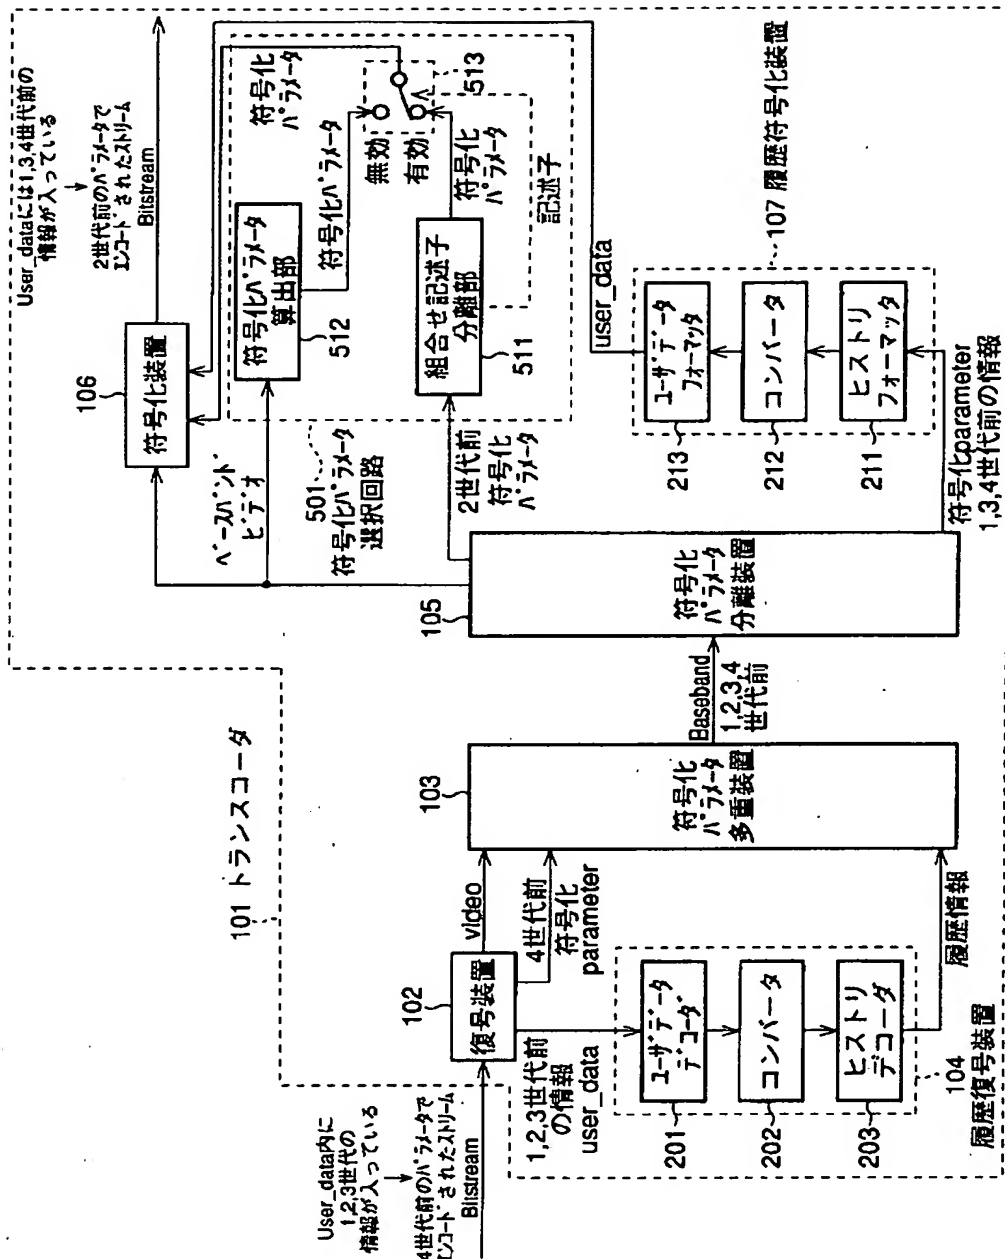 User_data内に
1,2,3世代の
情報が入っている
4世代前のパラメータで
エンコードされたストリーム
Bitstream
101 トランスコーダ
102
復号装置
video
4世代前
符号化
parameter
1,2,3世代前
の情報
user_data
201
ユーザデータ
デコーダ
202
コンバータ
203
ヒストリ
デコーダ
104
履歴復号装置
履歴情報
103
符号化
パラメータ
多重装置
Baseband
1,2,3,4
世代前
105
符号化
パラメータ
分離装置
ベースバンド
ビデオ
501
符号化パラメータ
選択回路
2世代前
符号化
パラメータ
符号化parameter
1,3,4世代前の情報
106
符号化装置
符号化パラメータ
算出部
512
組合せ記述子
分離部
511
符号化パラメータ
無効
有効
符号化
パラメータ
記述子
513
符号化
パラメータ
user_data
213
ユーザデータ
フォーマッタ
212
コンバータ
211
ヒストリ
フォーマッタ
107 履歴符号化装置
User_dataには1,3,4世代前の
情報が入っている
2世代前のパラメータで
エンコードされたストリーム
Bitstream